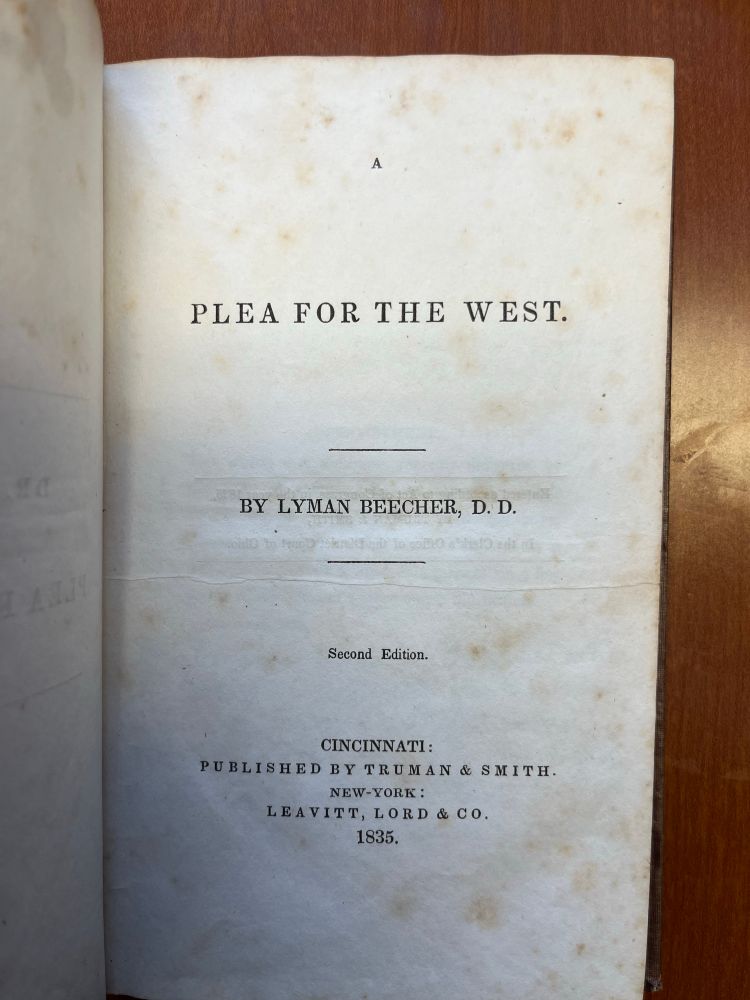 A
PLEA FOR THE WEST.
BY LYMAN BEECHER, D. D.
Second Edition.
CINCINNATI:
PUBLISHED BY TRUMAN & SMITH.
NEW-YORK:
LEAVITT, LORD & CO.
1835.